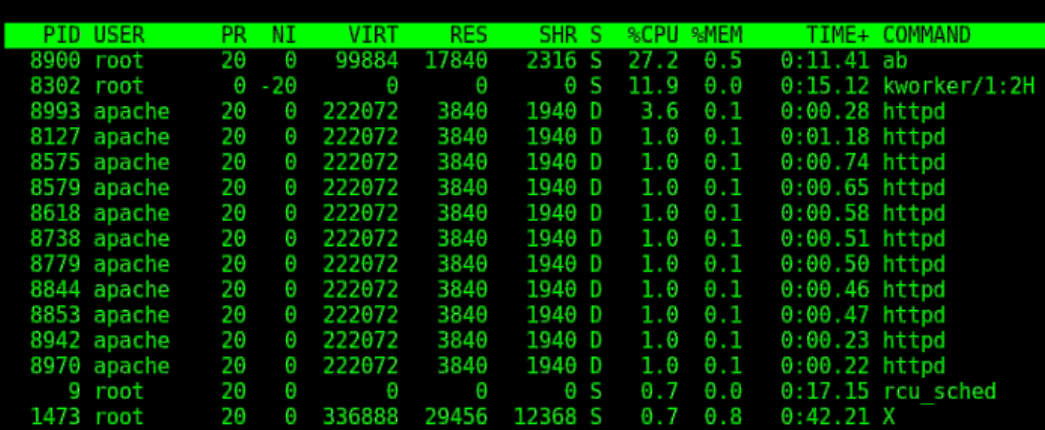 PID USER PR NI VIRT RES SHR S %CPU %MEM TIME+ COMMAND
8900 root 20 0 99884 17840 2316 S 27.2 0.5 0:11.41 ab
8302 root 0 -20 0 0 0 S 11.9 0.0 0:15.12 kworker/1:2H
8993 apache 20 0 222072 3840 1940 D 3.6 0.1 0:00.28 httpd
8127 apache 20 0 222072 3840 1940 D 1.0 0.1 0:01.18 httpd
8575 apache 20 0 222072 3840 1940 D 1.0 0.1 0:00.74 httpd
8579 apache 20 0 222072 3840 1940 D 1.0 0.1 0:00.65 httpd
8618 apache 20 0 222072 3840 1940 D 1.0 0.1 0:00.58 httpd
8738 apache 20 0 222072 3840 1940 D 1.0 0.1 0:00.51 httpd
8779 apache 20 0 222072 3840 1940 D 1.0 0.1 0:00.50 httpd
8844 apache 20 0 222072 3840 1940 D 1.0 0.1 0:00.46 httpd
8853 apache 20 0 222072 3840 1940 D 1.0 0.1 0:00.47 httpd
8942 apache 20 0 222072 3840 1940 D 1.0 0.1 0:00.23 httpd
8970 apache 20 0 222072 3840 1940 D 1.0 0.1 0:00.22 httpd
9 root 20 0 0 0 0 S 0.7 0.0 0:17.15 rcu_sched
1473 root 20 0 336888 29456 12368 S 0.7 0.8 0:42.21 X